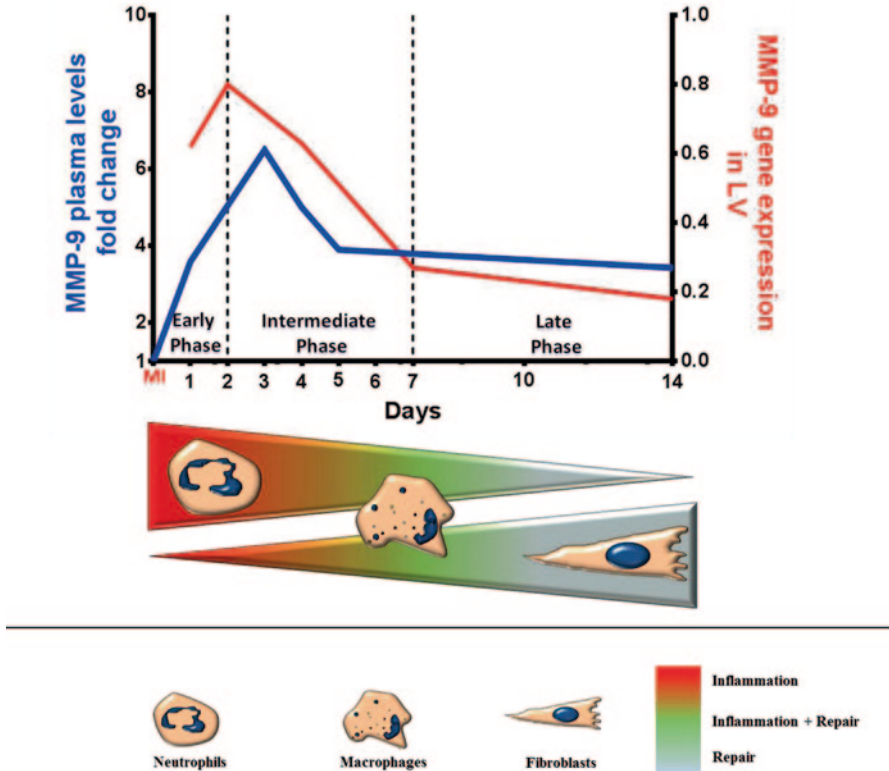 MMP-9 plasma levels
fold change
10
8
6
4
2
1
1.0
0.8
0.6
0.4
0.2
0.0
MMP-9 gene expression
in LV
Early
Phase
Intermediate
Phase
Late
Phase
MI 1 2 3 4 5 6 7 10 14
Days
Neutrophils
Macrophages
Fibroblasts
Inflammation
Inflammation + Repair
Repair